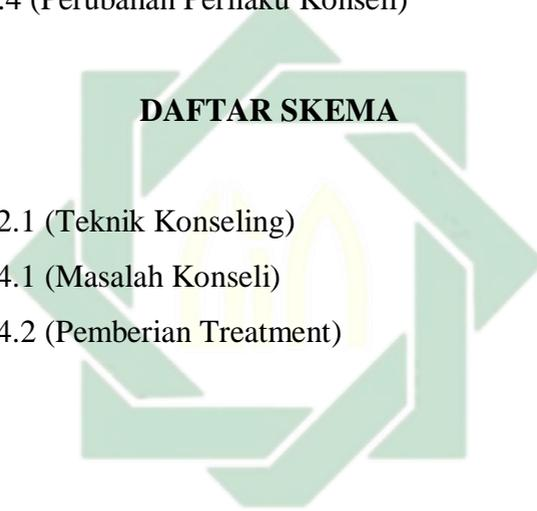 .4 (Perubahan Perilaku Konseli)
DAFTAR SKEMA
2.1 (Teknik Konseling)
4.1 (Masalah Konseli)
4.2 (Pemberian Treatment)